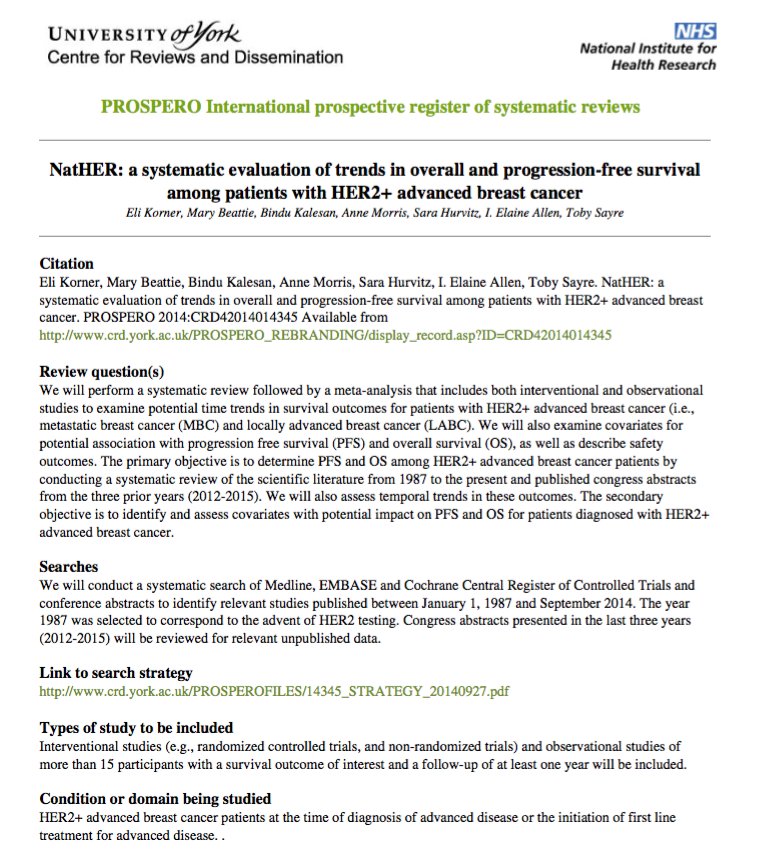 UNIVERSITY of York
Centre for Reviews and Dissemination
NHS
National Institute for
Health Research
PROSPERO International prospective register of systematic reviews
NatHER: a systematic evaluation of trends in overall and progression-free survival
among patients with HER2+ advanced breast cancer
Eli Korner, Mary Beattie, Bindu Kalesan, Anne Morris, Sara Hurvitz, I. Elaine Allen, Toby Sayre
Citation
Eli Korner, Mary Beattie, Bindu Kalesan, Anne Morris, Sara Hurvitz, I. Elaine Allen, Toby Sayre. NatHER: a
systematic evaluation of trends in overall and progression-free survival among patients with HER2+ advanced breast
cancer. PROSPERO 2014:CRD42014014345 Available from
http://www.crd.york.ac.uk/PROSPERO_REBRANDING/display_record.asp?ID=CRD42014014345
Review question(s)
We will perform a systematic review followed by a meta-analysis that includes both interventional and observational
studies to examine potential time trends in survival outcomes for patients with HER2+ advanced breast cancer (i.e.,
metastatic breast cancer (MBC) and locally advanced breast cancer (LABC). We will also examine covariates for
potential association with progression free survival (PFS) and overall survival (OS), as well as describe safety
outcomes. The primary objective is to determine PFS and OS among HER2+ advanced breast cancer patients by
conducting a systematic review of the scientific literature from 1987 to the present and published congress abstracts
from the three prior years (2012-2015). We will also assess temporal trends in these outcomes. The secondary
objective is to identify and assess covariates with potential impact on PFS and OS for patients diagnosed with HER2+
advanced breast cancer.
Searches
We will conduct a systematic search of Medline, EMBASE and Cochrane Central Register of Controlled Trials and
conference abstracts to identify relevant studies published between January 1, 1987 and September 2014. The year
1987 was selected to correspond to the advent of HER2 testing. Congress abstracts presented in the last three years
(2012-2015) will be reviewed for relevant unpublished data.
Link to search strategy
http://www.crd.york.ac.uk/PROSPEROFILES/14345_STRATEGY_20140927.pdf
Types of study to be included
Interventional studies (e.g., randomized controlled trials, and non-randomized trials) and observational studies of
more than 15 participants with a survival outcome of interest and a follow-up of at least one year will be included.
Condition or domain being studied
HER2+ advanced breast cancer patients at the time of diagnosis of advanced disease or the initiation of first line
treatment for advanced disease. .